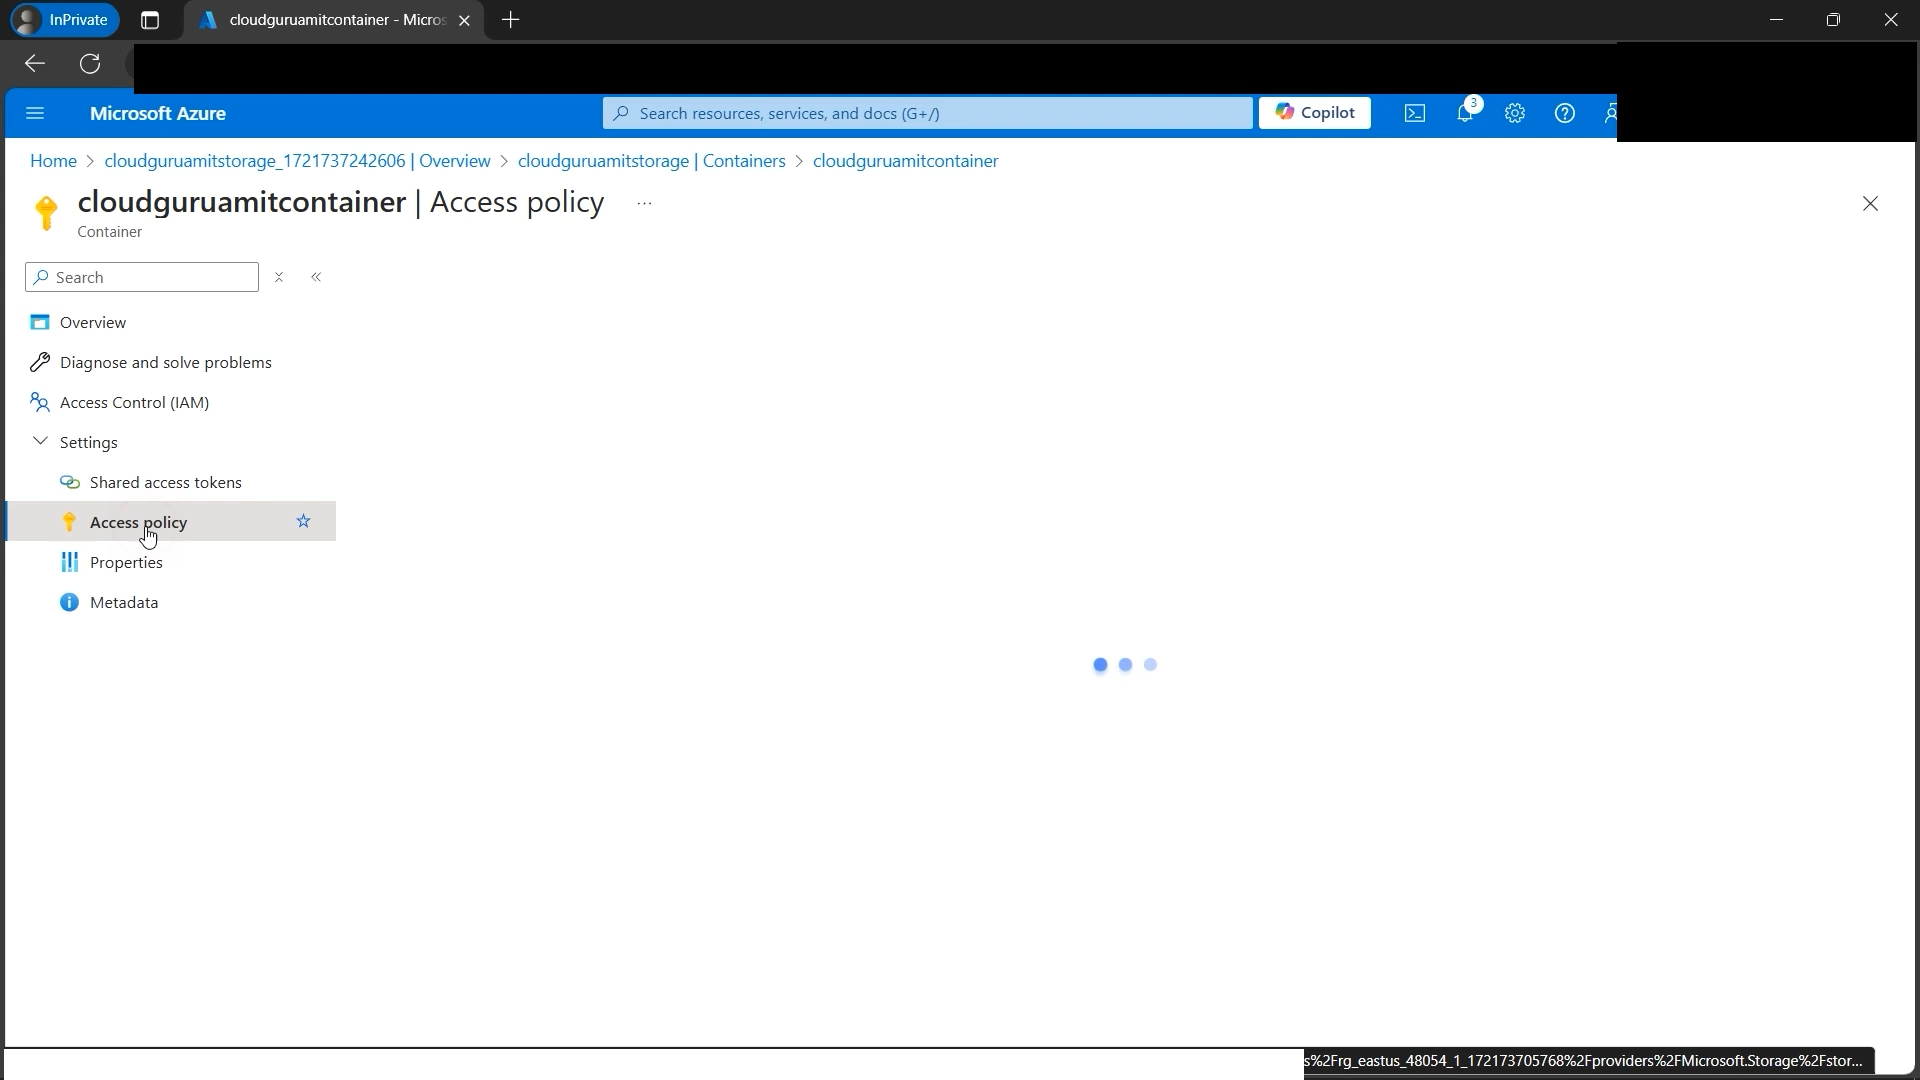 InPrivate
cloudguruamitcontainer - Micros
Microsoft Azure
Search resources, services, and docs (G+/)
Copilot
3
Home > cloudguruamitstorage_1721737242606 | Overview > cloudguruamitstorage | Containers > cloudguruamitcontainer
cloudguruamitcontainer | Access policy ...
Container
Search
Overview
Diagnose and solve problems
Access Control (IAM)
Settings
Shared access tokens
Access policy
Properties
Metadata
s%2Frg_eastus_48054_1_172173705768%2Fproviders%2FMicrosoft.Storage%2Fstor...